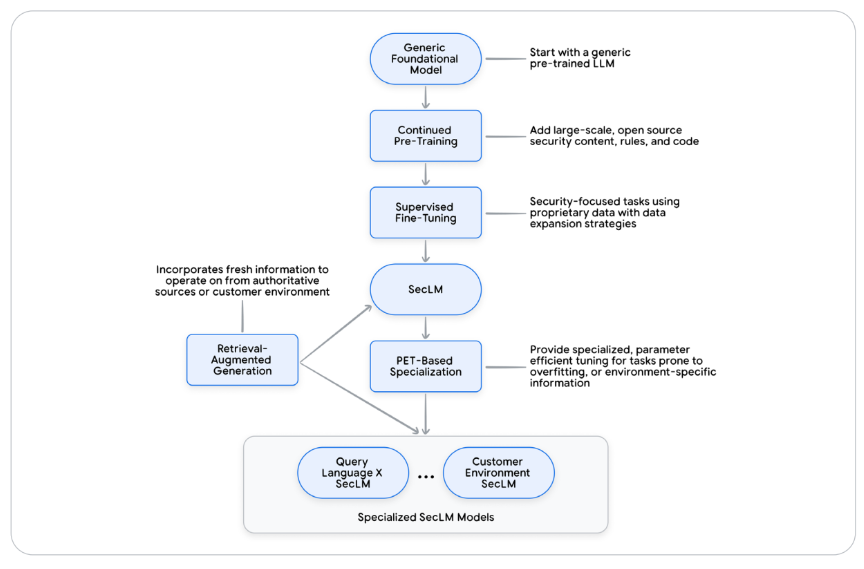 Generic
Foundational
Model
Start with a generic
pre-trained LLM
Continued
Pre-Training
Add large-scale, open source
security content, rules, and code
Supervised
Fine-Tuning
Security-focused tasks using
proprietary data with data
expansion strategies
Incorporates fresh information to
operate on from authoritative
sources or customer environment
SecLM
Retrieval-
Augmented
Generation
PET-Based
Specialization
Provide specialized, parameter
efficient tuning for tasks prone to
overfitting, or environment-specific
information
Query
Language X
SecLM
...
Customer
Environment
SecLM
Specialized SecLM Models